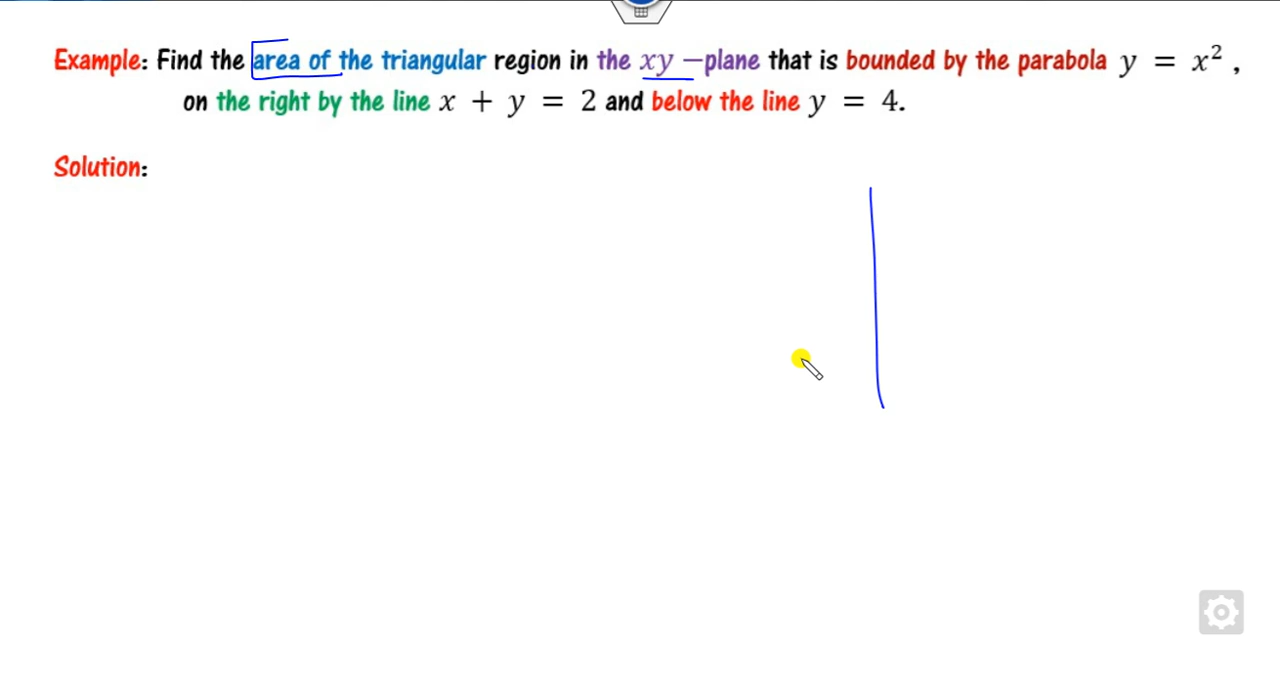 Example: Find the area of the triangular region in the xy −plane that is bounded by the parabola y = x² ,
on the right by the line x + y = 2 and below the line y = 4.
Solution: